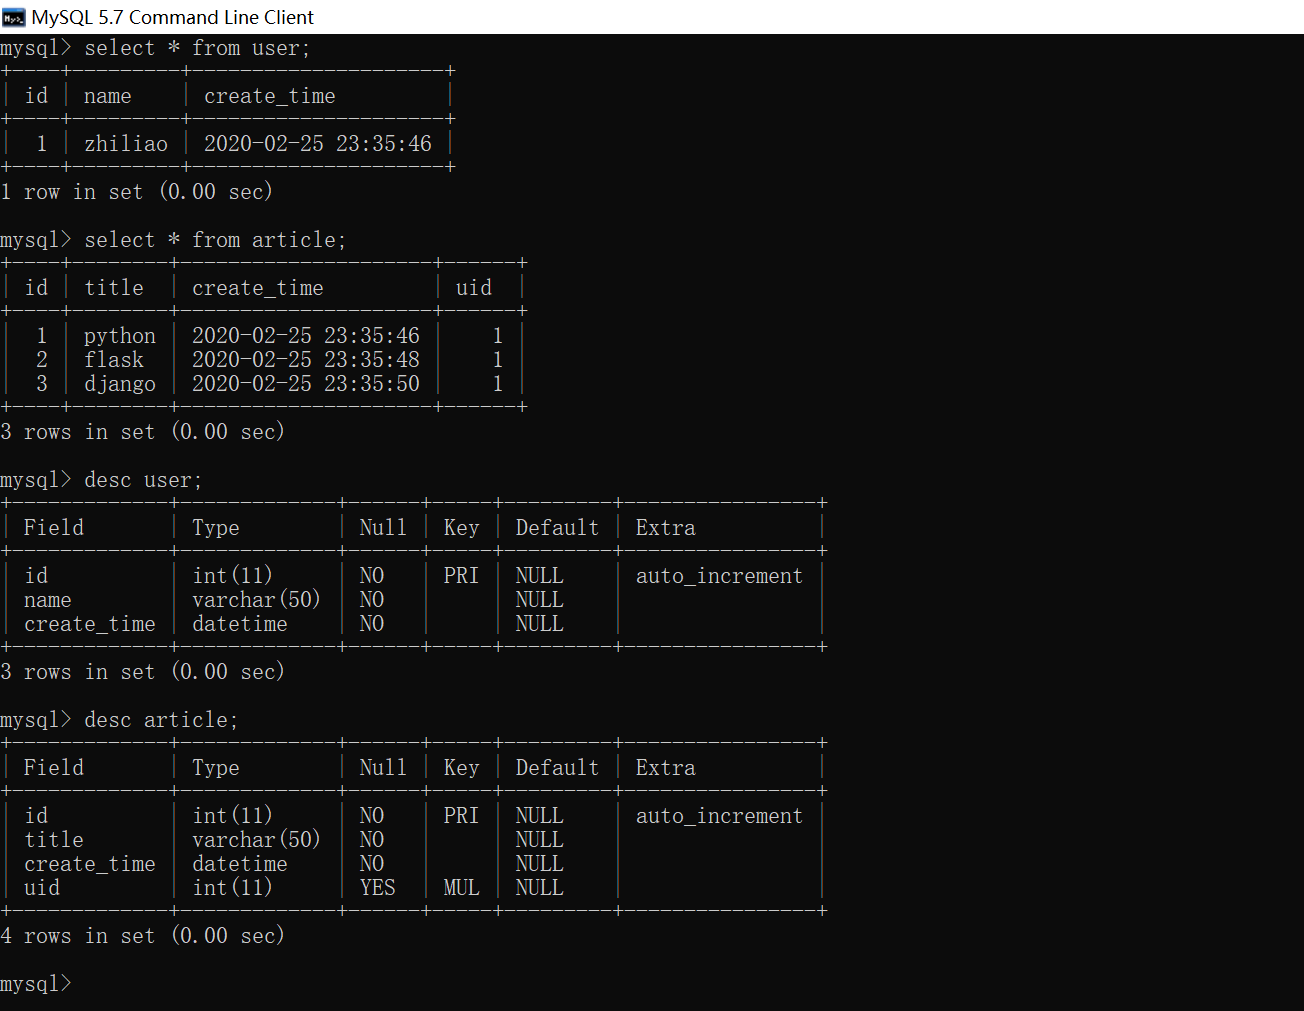 MySQL 5.7 Command Line Client
mysql> select * from user;
+----+---------+---------------------+
| id | name    | create_time         |
+----+---------+---------------------+
|  1 | zhiliao | 2020-02-25 23:35:46 |
+----+---------+---------------------+
1 row in set (0.00 sec)

mysql> select * from article;
+----+--------+---------------------+------+
| id | title  | create_time         | uid  |
+----+--------+---------------------+------+
|  1 | python | 2020-02-25 23:35:46 |    1 |
|  2 | flask  | 2020-02-25 23:35:48 |    1 |
|  3 | django | 2020-02-25 23:35:50 |    1 |
+----+--------+---------------------+------+
3 rows in set (0.00 sec)

mysql> desc user;
+-------------+-------------+------+-----+---------+----------------+
| Field       | Type        | Null | Key | Default | Extra          |
+-------------+-------------+------+-----+---------+----------------+
| id          | int(11)     | NO   | PRI | NULL    | auto_increment |
| name        | varchar(50) | NO   |     | NULL    |                |
| create_time | datetime    | NO   |     | NULL    |                |
+-------------+-------------+------+-----+---------+----------------+
3 rows in set (0.00 sec)

mysql> desc article;
+-------------+-------------+------+-----+---------+----------------+
| Field       | Type        | Null | Key | Default | Extra          |
+-------------+-------------+------+-----+---------+----------------+
| id          | int(11)     | NO   | PRI | NULL    | auto_increment |
| title       | varchar(50) | NO   |     | NULL    |                |
| create_time | datetime    | NO   |     | NULL    |                |
| uid         | int(11)     | YES  | MUL | NULL    |                |
+-------------+-------------+------+-----+---------+----------------+
4 rows in set (0.00 sec)

mysql>